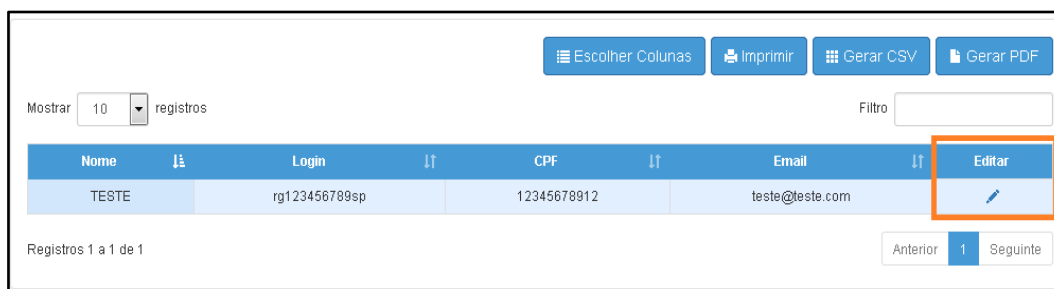 Escolher Colunas Imprimir Gerar CSV Gerar PDF
Mostrar 10 registros Filtro
Nome Login CPF Email Editar
TESTE rg123456789sp 12345678912 teste@teste.com
Registros 1 a 1 de 1 Anterior 1 Seguinte